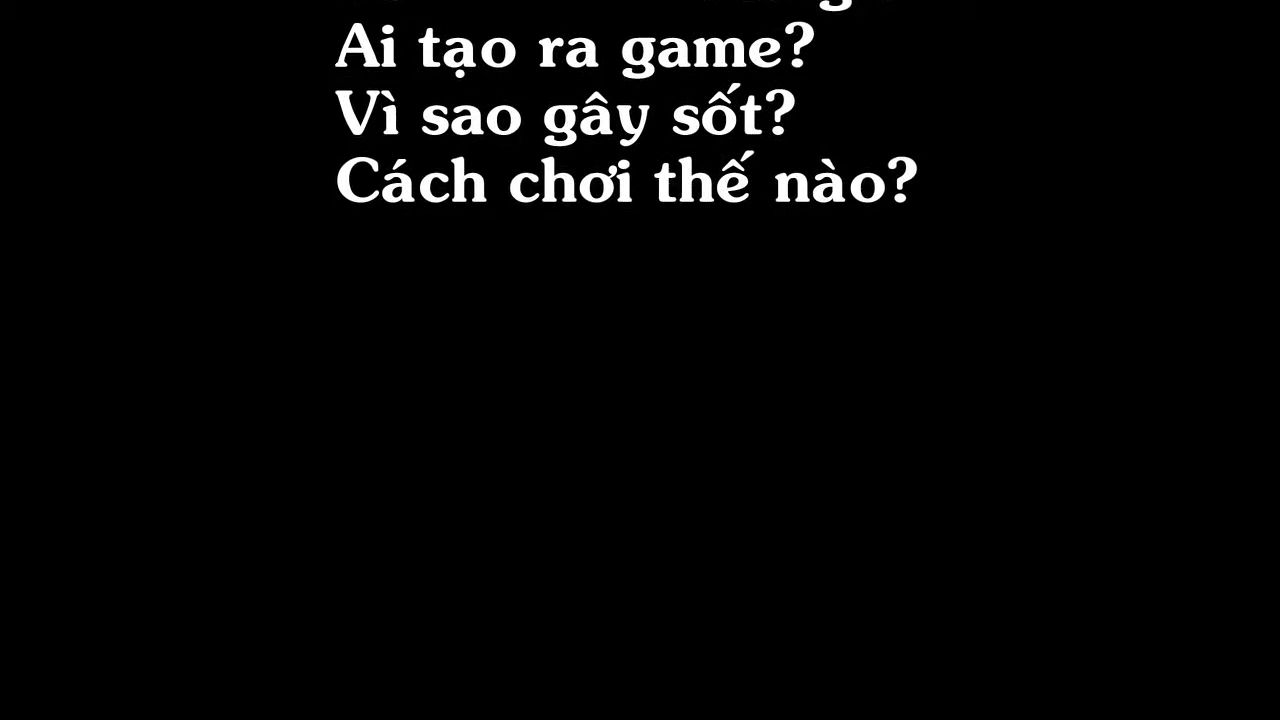 Ai tạo ra game?
Vì sao gây sốt?
Cách chơi thế nào?